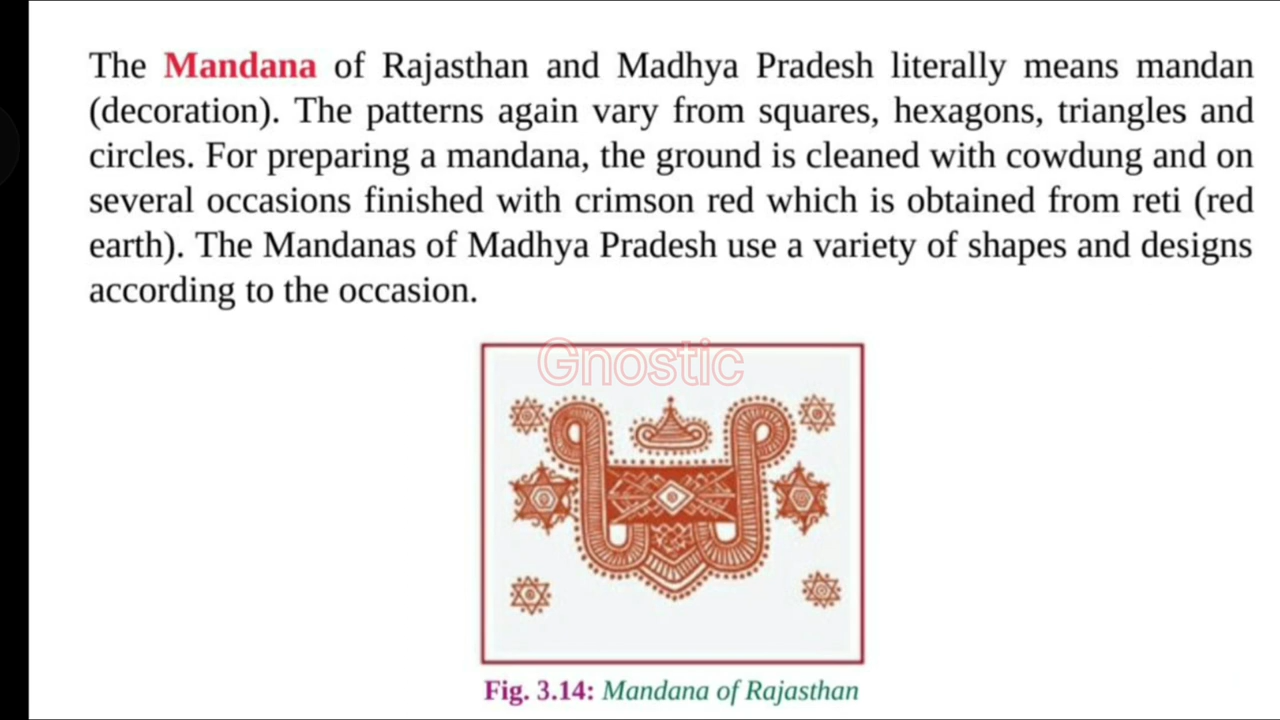 The Mandana of Rajasthan and Madhya Pradesh literally means mandan
(decoration). The patterns again vary from squares, hexagons, triangles and
circles. For preparing a mandana, the ground is cleaned with cowdung and on
several occasions finished with crimson red which is obtained from reti (red
earth). The Mandanas of Madhya Pradesh use a variety of shapes and designs
according to the occasion.
Gnostic
Fig. 3.14: Mandana of Rajasthan